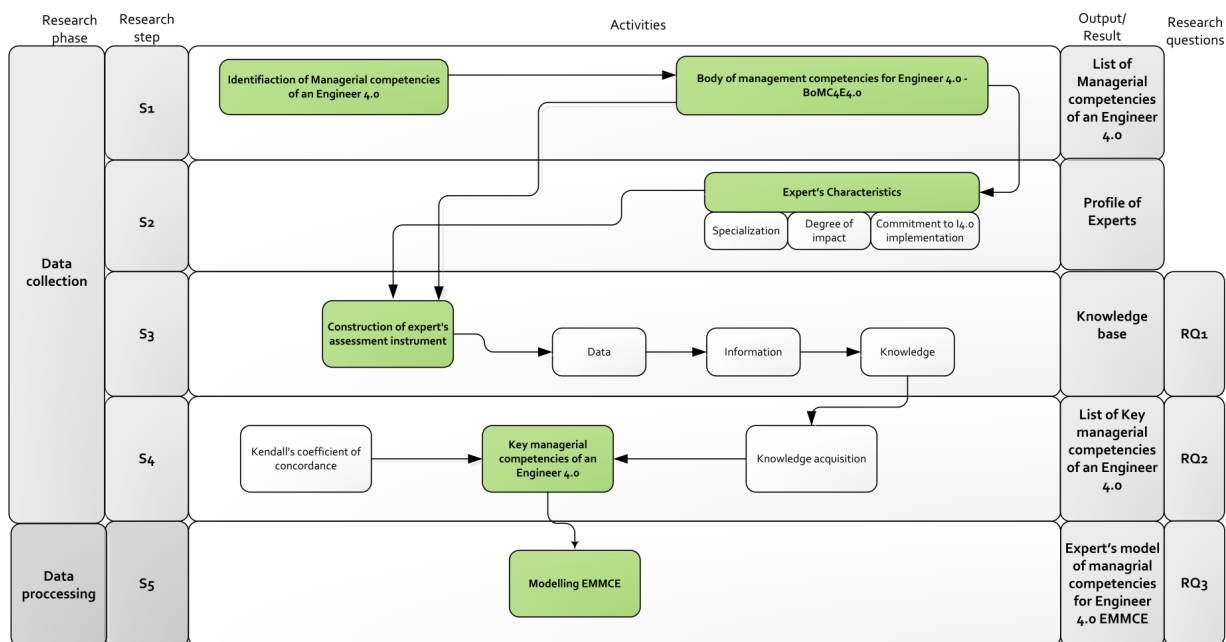 Research
phase
Research
step
Activities
Output/
Result
Research
questions
Data
collection
S1
Identifiaction of Managerial competencies
of an Engineer 4.0
Body of management competencies for Engineer 4.0 -
BoMC4E4.0
List of
Managerial
competencies
of an Engineer
4.0
S2
Expert's Characteristics
Specialization
Degree of
impact
Commitment to I4.0
implementation
Profile of
Experts
S3
Construction of expert's
assessment instrument
Data
Information
Knowledge
Knowledge
base
RQ1
S4
Kendall's coefficient of
concordance
Key managerial
competencies of an
Engineer 4.0
Knowledge acquisition
List of Key
managerial
competencies
of an Engineer
4.0
RQ2
Data
proccessing
S5
Modelling EMMCE
Expert's model
of managrial
competencies
for Engineer
4.0 EMMCE
RQ3